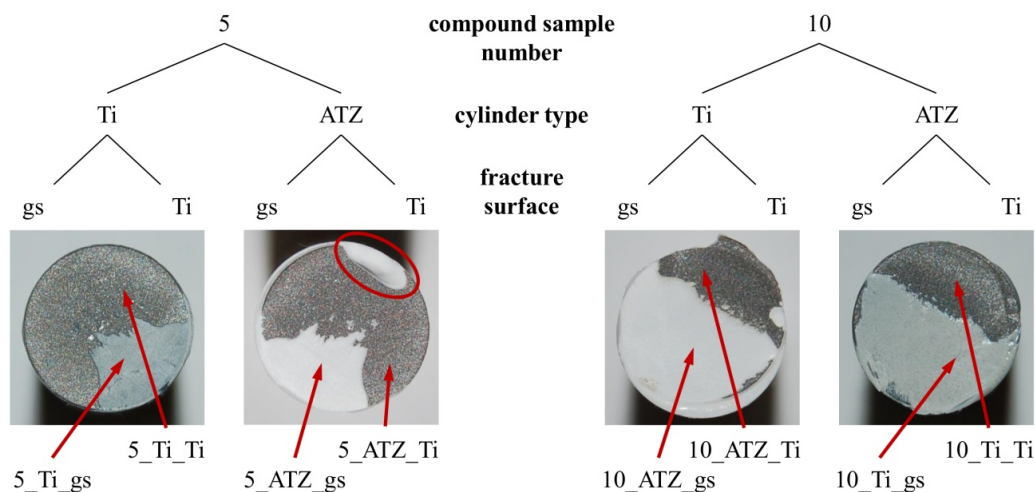 5
compound sample
number
10
Ti
ATZ
cylinder type
Ti
ATZ
gs
Ti
gs
Ti
fracture
surface
gs
Ti
gs
Ti
5_Ti_Ti
5_Ti_gs
5_ATZ_Ti
5_ATZ_gs
10_ATZ_Ti
10_ATZ_gs
10_Ti_Ti
10_Ti_gs